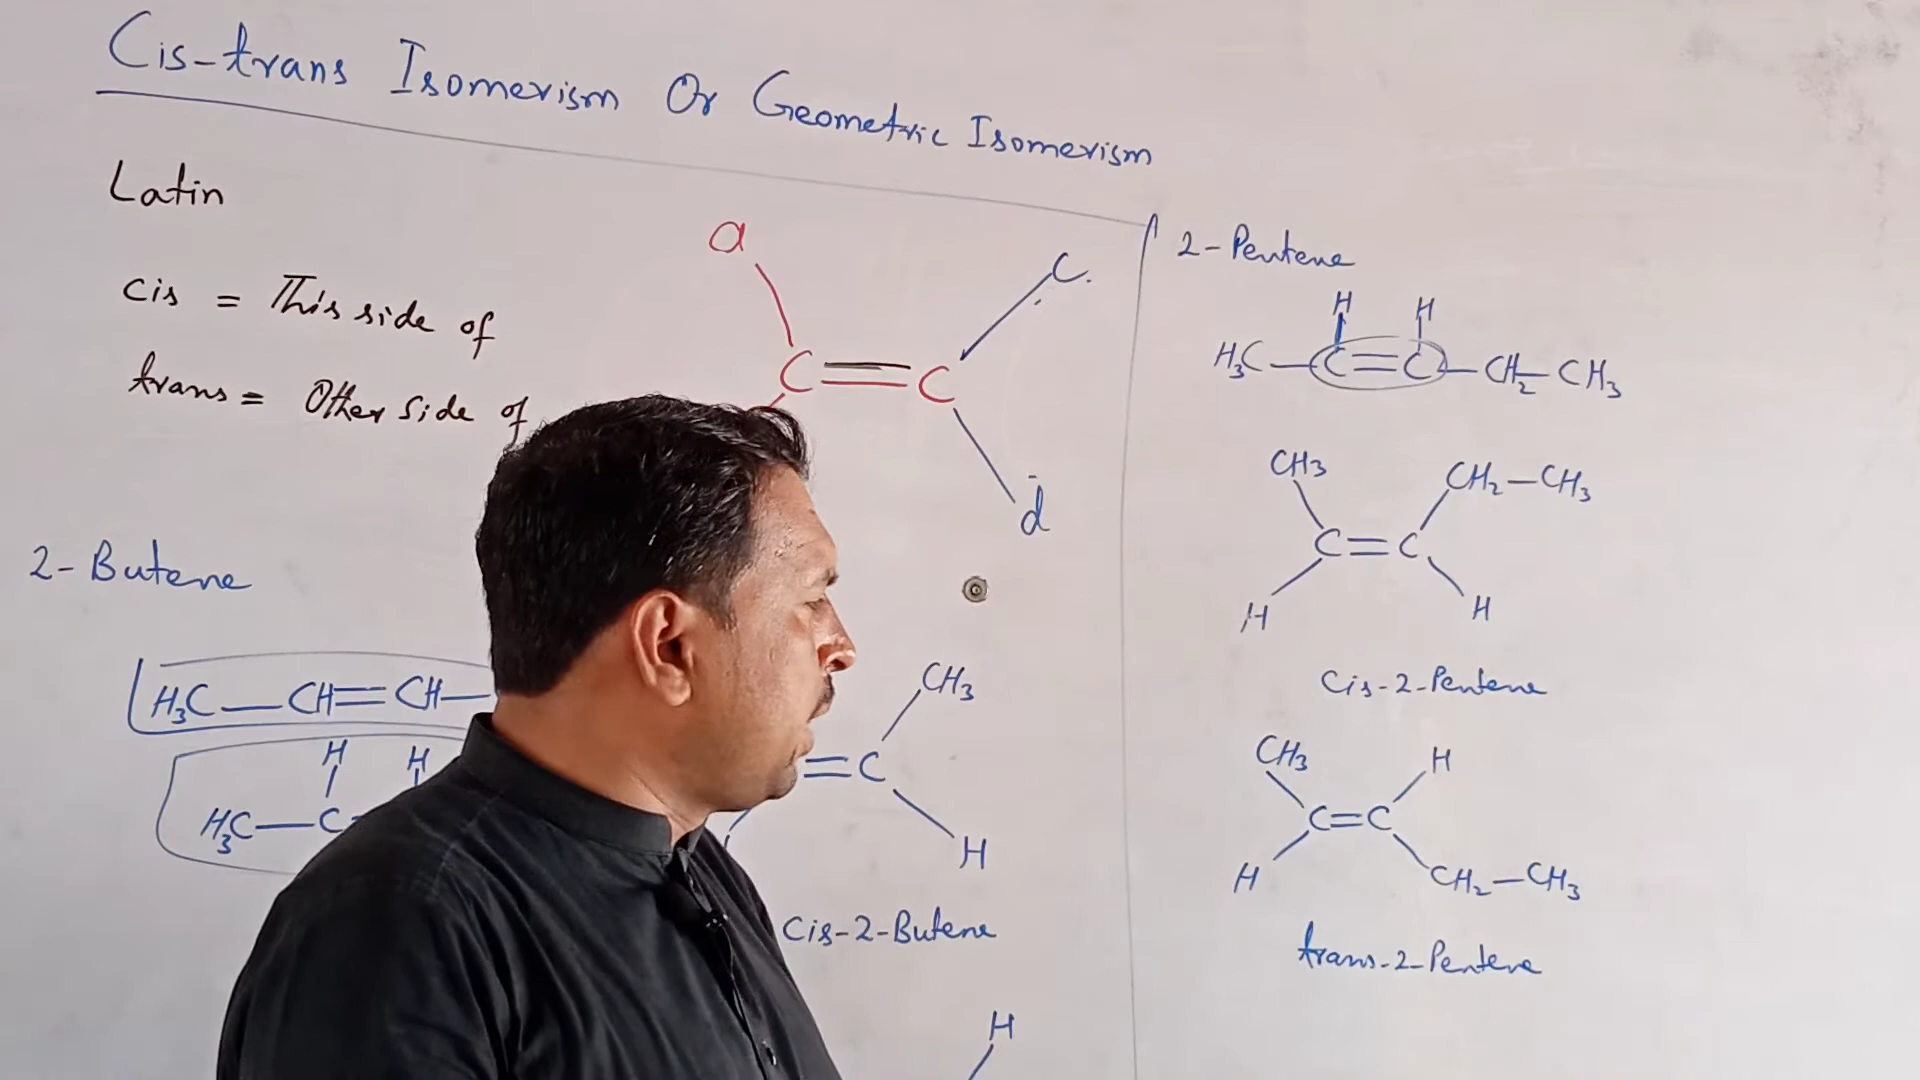 Cis-trans Isomerism Or Geometric Isomerism
Latin
cis = This side of
trans = Other side of
a
c
C=C
d
2-Butene
H₃C—CH=CH—
H H
H₃C—C
CH₃
=C
H
Cis-2-Butene
H
2-Pentene
H H
H₃C—C=C—CH₂—CH₃
CH₃ CH₂—CH₃
C=C
H H
Cis-2-Pentene
CH₃ H
C=C
H CH₂—CH₃
trans-2-Pentene